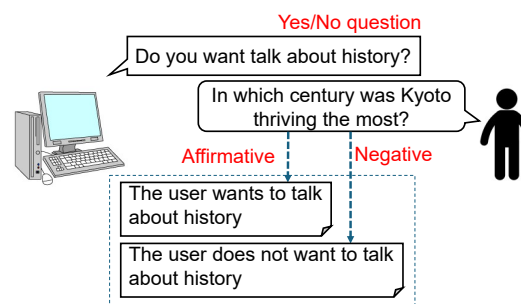 Yes/No question
Do you want talk about history?
In which century was Kyoto
thriving the most?
Affirmative
Negative
The user wants to talk
about history
The user does not want to talk
about history